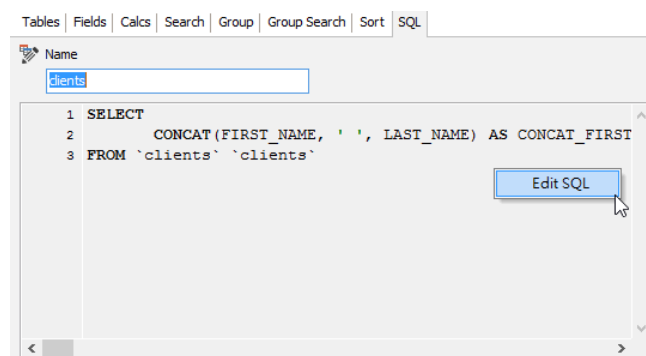 Tables Fields Calcs Search Group Group Search Sort SQL
Name
clients
1 SELECT
2 CONCAT(FIRST_NAME, ' ', LAST_NAME) AS CONCAT_FIRST
3 FROM `clients` `clients`
Edit SQL